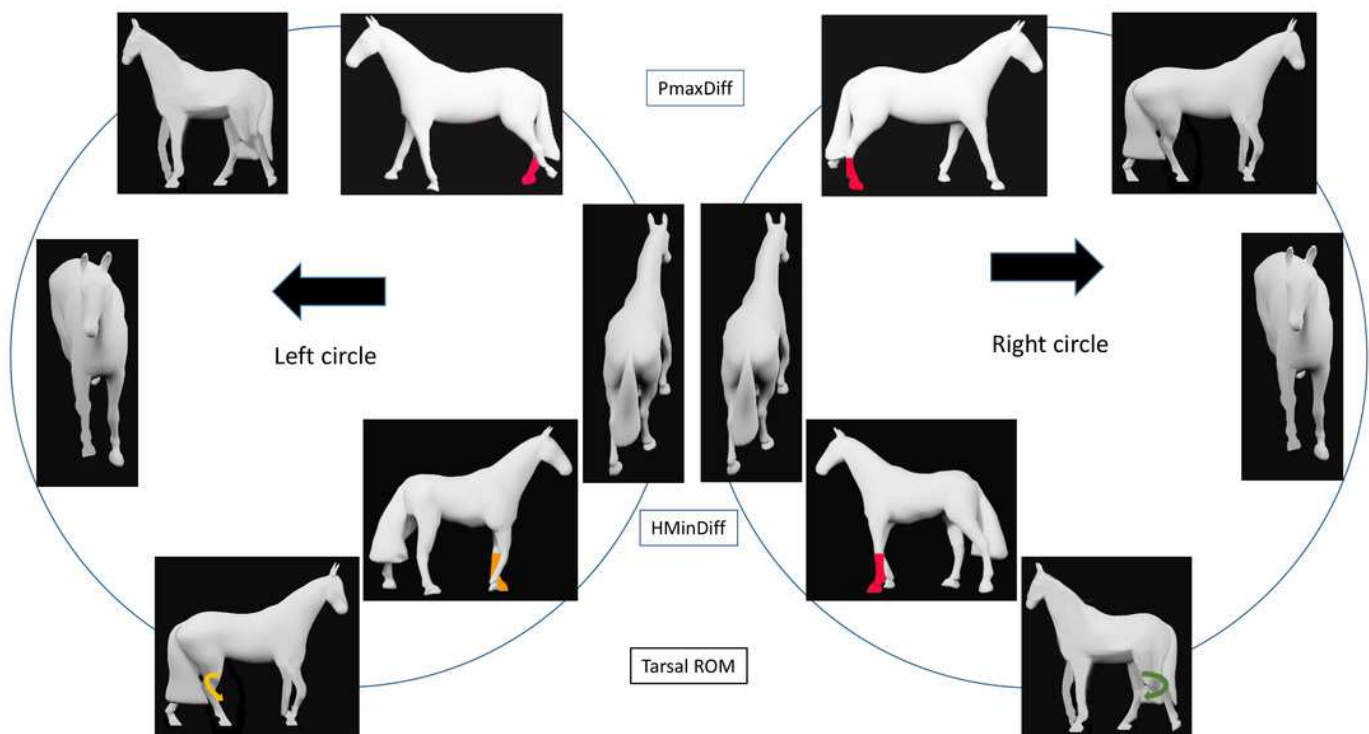 PmaxDiff
Left circle
Right circle
HMinDiff
Tarsal ROM